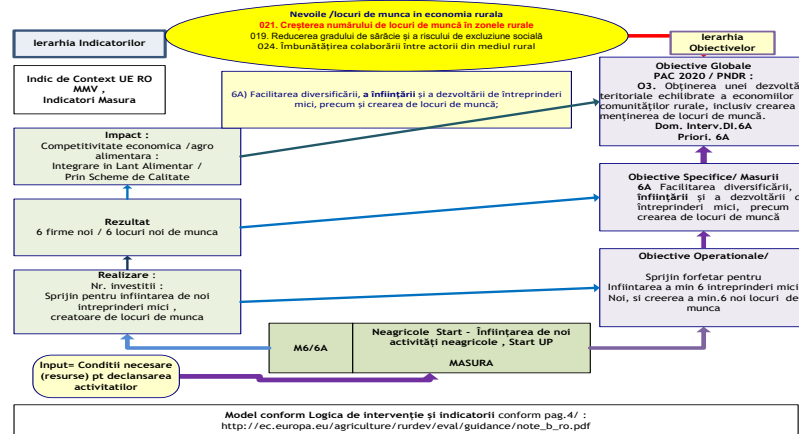 Nevoile /locuri de munca in economia rurala
021. Creșterea numărului de locuri de muncă în zonele rurale
019. Reducerea gradului de sărăcie și a riscului de excluziune socială
024. Îmbunătățirea colaborării între actorii din mediul rural
Ierarhia Indicatorilor
Ierarhia
Obiectivelor
Indic de Context UE RO
MMV ,
Indicatori Masura
6A) Facilitarea diversificării, a înființării și a dezvoltării de întreprinderi
mici, precum și crearea de locuri de muncă;
Obiective Globale
PAC 2020 / PNDR :
O3. Obținerea unei dezvoltă
teritoriale echilibrate a economiilor
comunităților rurale, inclusiv crearea
menținerea de locuri de muncă.
Dom. Interv.DI.6A
Priori. 6A
Impact :
Competitivitate economica /agro
alimentara :
Integrare in Lant Alimentar /
Prin Scheme de Calitate
Obiective Specifice/ Masurii
6A Facilitarea diversificării,
înființării și a dezvoltării d
întreprinderi mici, precum
crearea de locuri de muncă
Rezultat
6 firme noi / 6 locuri noi de munca
Obiective Operationale/
Sprijin forfetar pentru
Infiintarea a min 6 intreprinderi mici
Noi, si creerea a min.6 noi locuri de
munca
Realizare :
Nr. investitii :
Sprijin pentru infiintarea de noi
intreprinderi mici ,
creatoare de locuri de munca
M6/6A
Neagricole Start - Înființarea de noi
activități neagricole , Start UP
MASURA
Input= Conditii necesare
(resurse) pt declansarea
activitatilor
Model conform Logica de intervenție și indicatorii conform pag.4/ :
http://ec.europa.eu/agriculture/rurdev/eval/guidance/note_b_ro.pdf